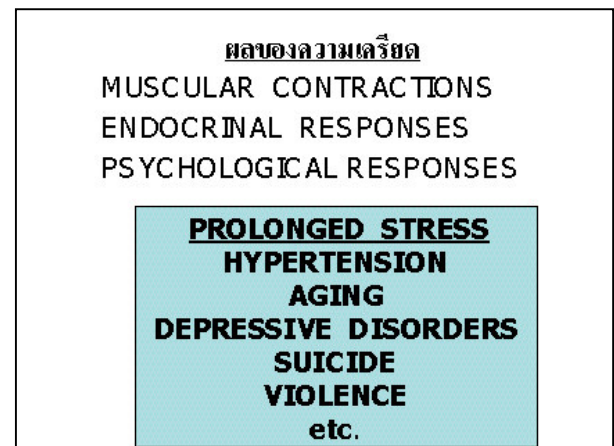 ผลของความเครียด
MUSCULAR CONTRACTIONS
ENDOCRINAL RESPONSES
PSYCHOLOGICAL RESPONSES
PROLONGED STRESS
HYPERTENSION
AGING
DEPRESSIVE DISORDERS
SUICIDE
VIOLENCE
etc.